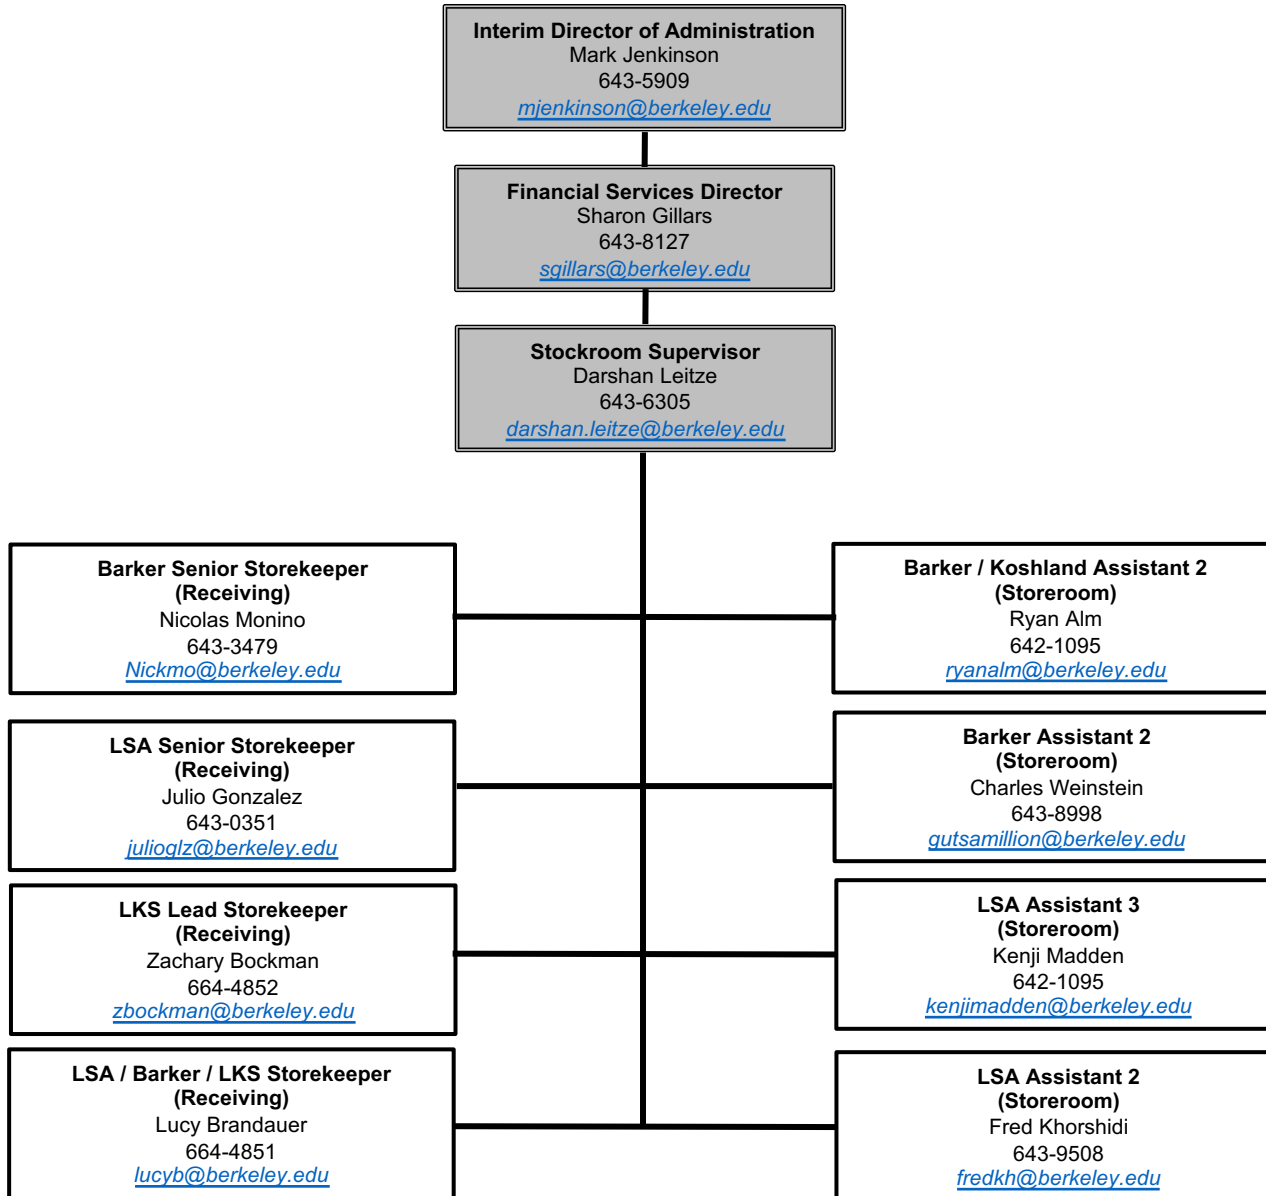 Interim Director of Administration
Mark Jenkinson
643-5909
mjenkinson@berkeley.edu
Financial Services Director
Sharon Gillars
643-8127
sgillars@berkeley.edu
Stockroom Supervisor
Darshan Leitze
643-6305
darshan.leitze@berkeley.edu
Barker Senior Storekeeper
(Receiving)
Nicolas Monino
643-3479
Nickmo@berkeley.edu
LSA Senior Storekeeper
(Receiving)
Julio Gonzalez
643-0351
julioglz@berkeley.edu
LKS Lead Storekeeper
(Receiving)
Zachary Bockman
664-4852
zbockman@berkeley.edu
LSA / Barker / LKS Storekeeper
(Receiving)
Lucy Brandauer
664-4851
lucyb@berkeley.edu
Barker / Koshland Assistant 2
(Storeroom)
Ryan Alm
642-1095
ryanalm@berkeley.edu
Barker Assistant 2
(Storeroom)
Charles Weinstein
643-8998
gutsamillion@berkeley.edu
LSA Assistant 3
(Storeroom)
Kenji Madden
642-1095
kenjimadden@berkeley.edu
LSA Assistant 2
(Storeroom)
Fred Khorshidi
643-9508
fredkh@berkeley.edu